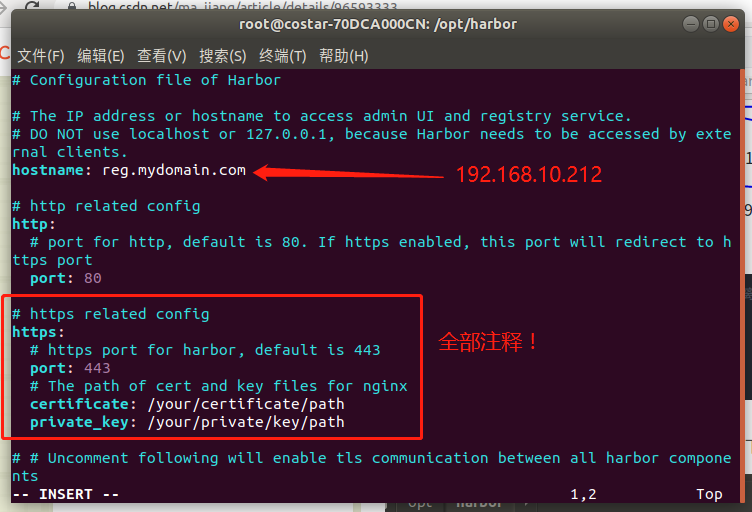 blog.csdn.net/ma_jiang/article/details/96593333
root@costar-70DCA000CN: /opt/harbor
文件(F) 编辑(E) 查看(V) 搜索(S) 终端(T) 帮助(H)
# Configuration file of Harbor
# The IP address or hostname to access admin UI and registry service.
# DO NOT use localhost or 127.0.0.1, because Harbor needs to be accessed by exte
rnal clients.
hostname: reg.mydomain.com
192.168.10.212
# http related config
http:
# port for http, default is 80. If https enabled, this port will redirect to h
ttps port
port: 80
# https related config
https:
# https port for harbor, default is 443
port: 443
# The path of cert and key files for nginx
certificate: /your/certificate/path
private_key: /your/private/key/path
全部注释！
# # Uncomment following will enable tls communication between all harbor compone
nts
-- INSERT -- 1,2 Top
opt harbor